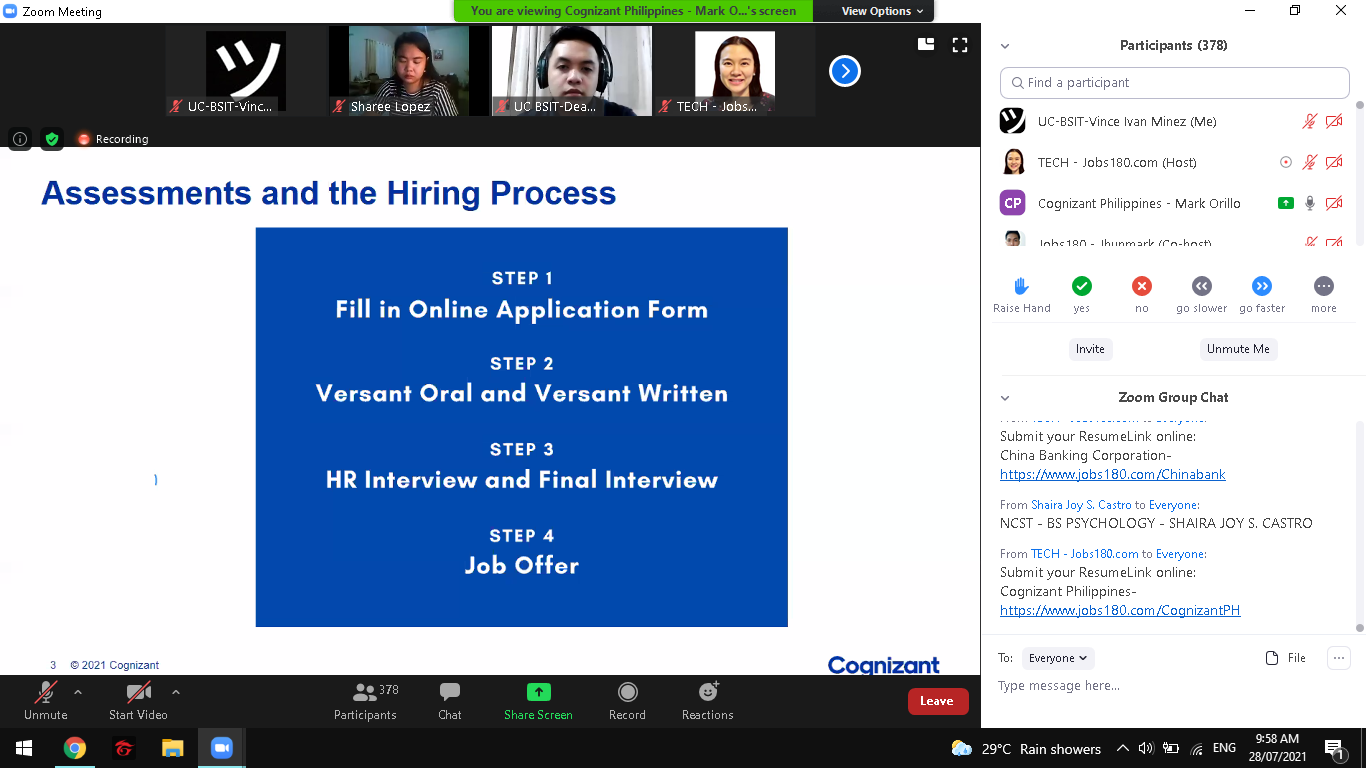 Zoom Meeting
You are viewing Cognizant Philippines - Mark O...'s screen
View Options
UC-BSIT-Vinc...
Sharee Lopez
UC BSIT-Dea...
TECH - Jobs...
Recording
Assessments and the Hiring Process
STEP 1
Fill in Online Application Form
STEP 2
Versant Oral and Versant Written
STEP 3
HR Interview and Final Interview
STEP 4
Job Offer
3 © 2021 Cognizant
Cognizant
Participants (378)
Find a participant
UC-BSIT-Vince Ivan Minez (Me)
TECH - Jobs180.com (Host)
CP Cognizant Philippines - Mark Orillo
Jobs180 - Jhunmark (Co-host)
Raise Hand yes no go slower go faster more
Invite Unmute Me
Zoom Group Chat
Submit your ResumeLink online:
China Banking Corporation-
https://www.jobs180.com/Chinabank
From Shaira Joy S. Castro to Everyone:
NCST - BS PSYCHOLOGY - SHAIRA JOY S. CASTRO
From TECH - Jobs180.com to Everyone:
Submit your ResumeLink online:
Cognizant Philippines-
https://www.jobs180.com/CognizantPH
To: Everyone File
Type message here...
Unmute Start Video 378 Participants Chat Share Screen Record Reactions Leave
29°C Rain showers ENG 9:58 AM
28/07/2021
1